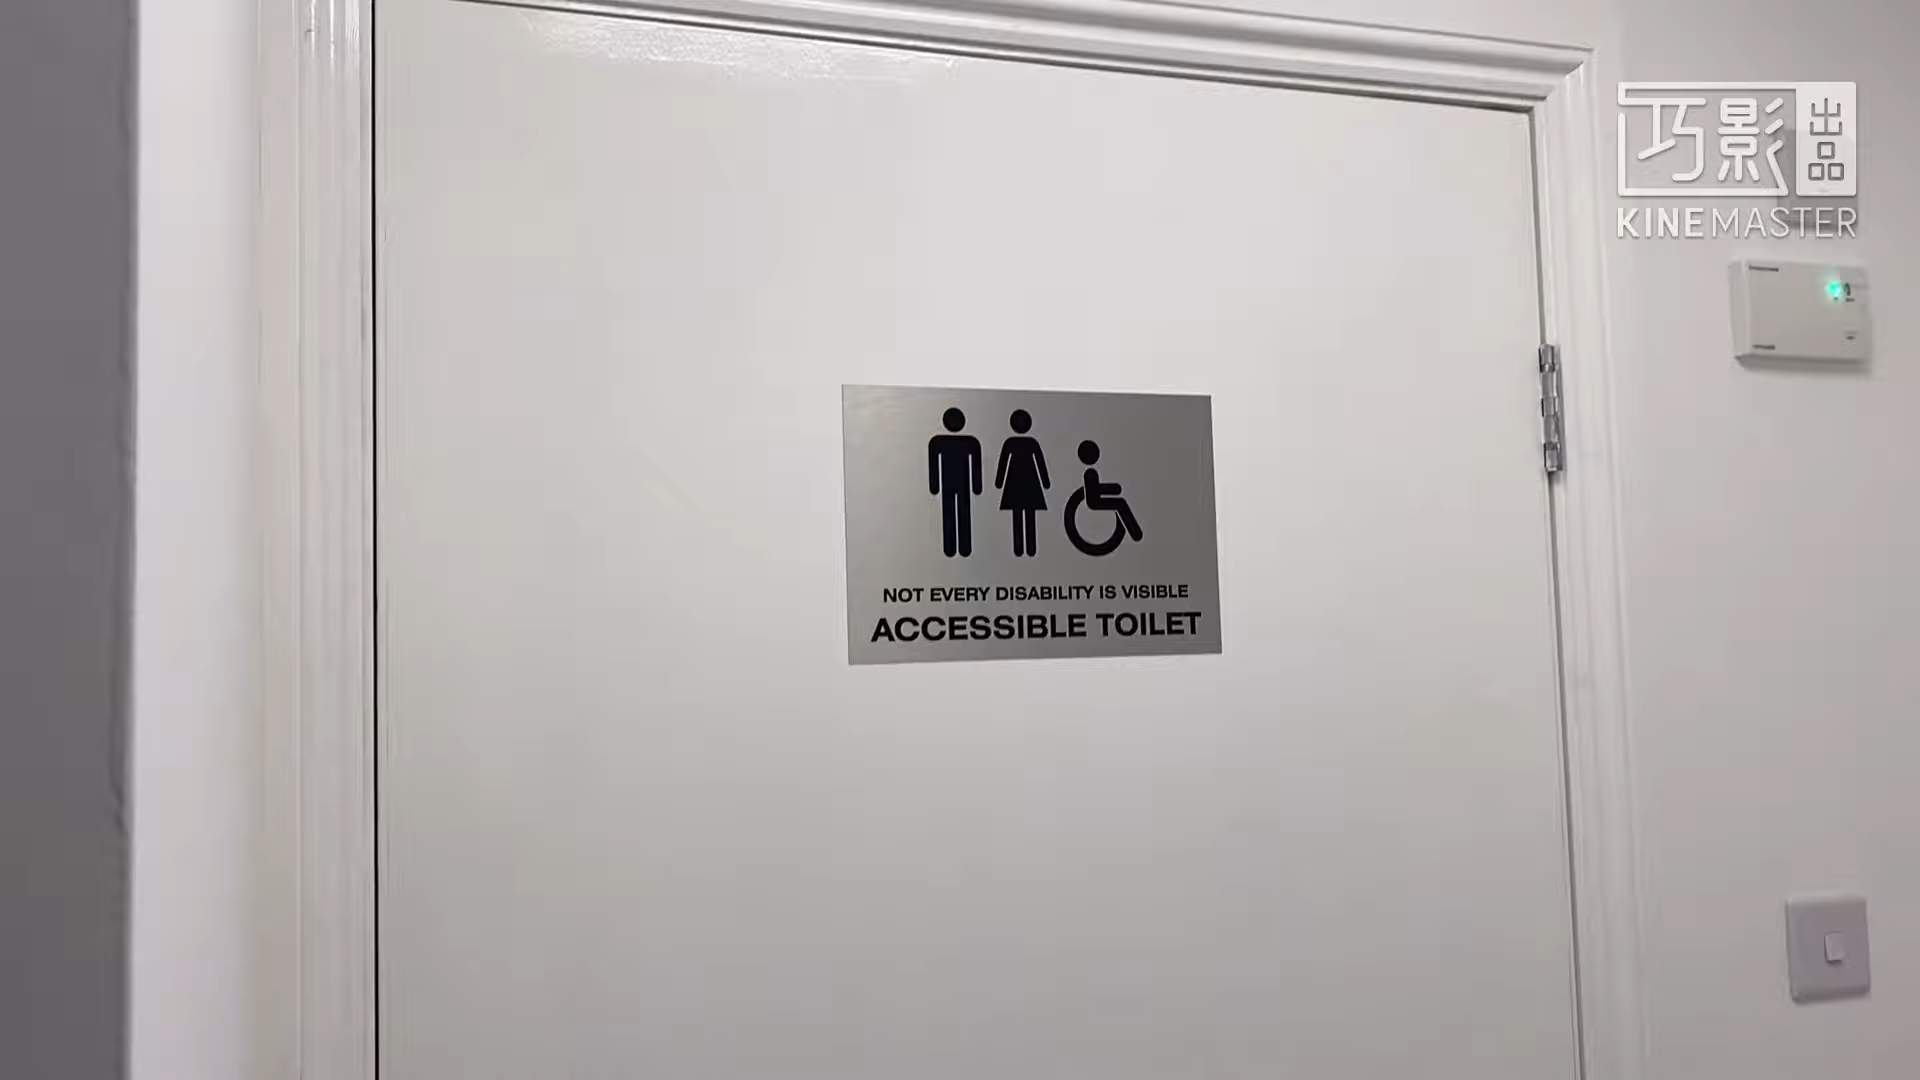 巧影出品
KINEMASTER
NOT EVERY DISABILITY IS VISIBLE
ACCESSIBLE TOILET